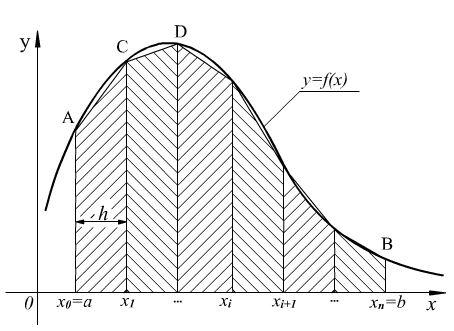 y
C
D
A
y=f(x)
h
B
0 x₀=a x₁ ... xᵢ xᵢ₊₁ ... xₙ=b x